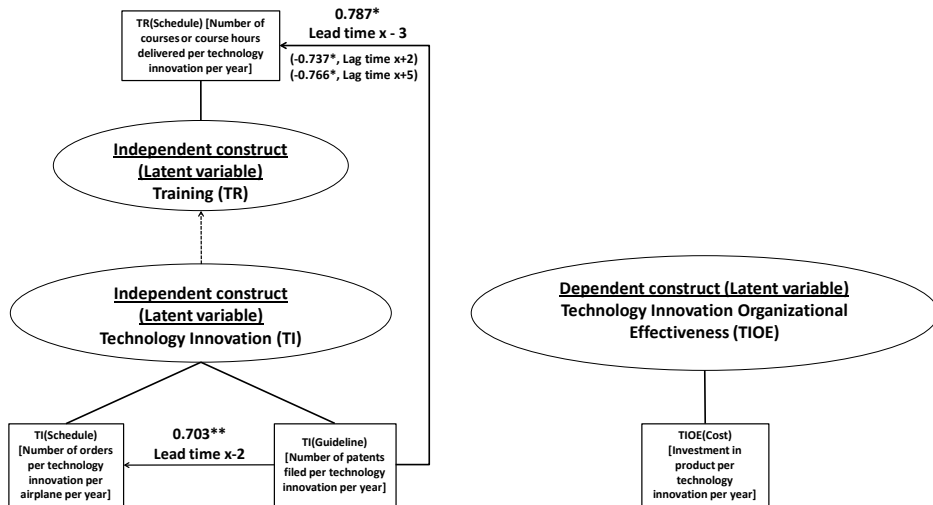 TR(Schedule) [Number of
courses or course hours
delivered per technology
innovation per year]
0.787*
Lead time x - 3
(-0.737*, Lag time x+2)
(-0.766*, Lag time x+5)
Independent construct
(Latent variable)
Training (TR)
Independent construct
(Latent variable)
Technology Innovation (TI)
Dependent construct (Latent variable)
Technology Innovation Organizational
Effectiveness (TIOE)
TI(Schedule)
[Number of orders
per technology
innovation per
airplane per year]
0.703**
Lead time x-2
TI(Guideline)
[Number of patents
filed per technology
innovation per year]
TIOE(Cost)
[Investment in
product per
technology
innovation per year]